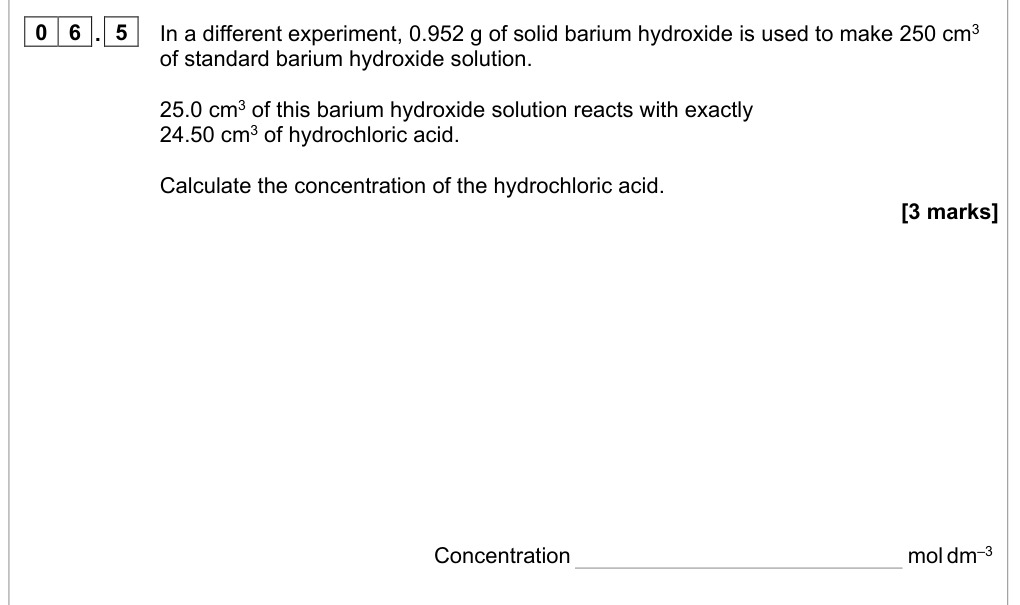 0 6 . 5 In a different experiment, 0.952 g of solid barium hydroxide is used to make 250 cm³
of standard barium hydroxide solution.
25.0 cm³ of this barium hydroxide solution reacts with exactly
24.50 cm³ of hydrochloric acid.
Calculate the concentration of the hydrochloric acid.
[3 marks]
Concentration ______ mol dm⁻³